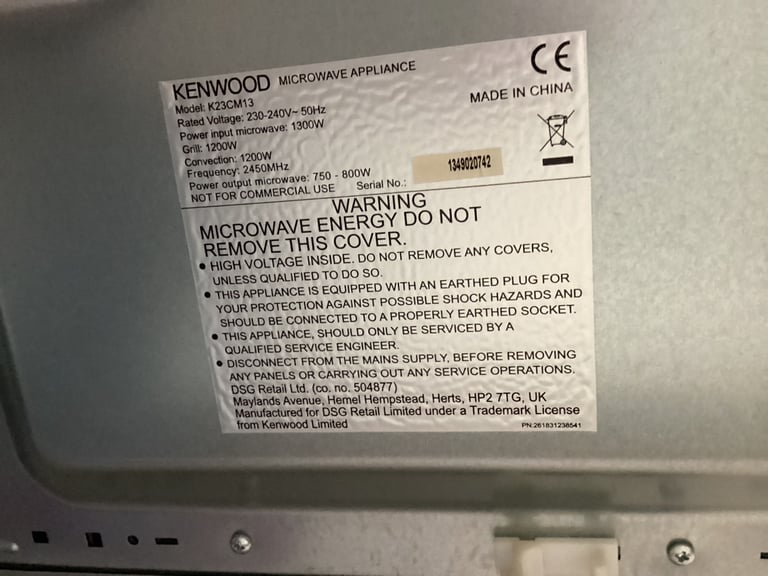 KENWOOD MICROWAVE APPLIANCE
CE
Model: K23CM13
MADE IN CHINA
Rated Voltage: 230-240V~ 50Hz
Power input microwave: 1300W
Grill: 1200W
Convection: 1200W
Frequency: 2450MHz
Power output microwave: 750 - 800W
NOT FOR COMMERCIAL USE Serial No.: 1349020742
WARNING
MICROWAVE ENERGY DO NOT
REMOVE THIS COVER.
• HIGH VOLTAGE INSIDE. DO NOT REMOVE ANY COVERS,
UNLESS QUALIFIED TO DO SO.
• THIS APPLIANCE IS EQUIPPED WITH AN EARTHED PLUG FOR
YOUR PROTECTION AGAINST POSSIBLE SHOCK HAZARDS AND
SHOULD BE CONNECTED TO A PROPERLY EARTHED SOCKET.
• THIS APPLIANCE, SHOULD ONLY BE SERVICED BY A
QUALIFIED SERVICE ENGINEER.
• DISCONNECT FROM THE MAINS SUPPLY, BEFORE REMOVING
ANY PANELS OR CARRYING OUT ANY SERVICE OPERATIONS.
DSG Retail Ltd. (co. no. 504877)
Maylands Avenue, Hemel Hempstead, Herts, HP2 7TG, UK
Manufactured for DSG Retail Limited under a Trademark License
from Kenwood Limited
PN:261831238541